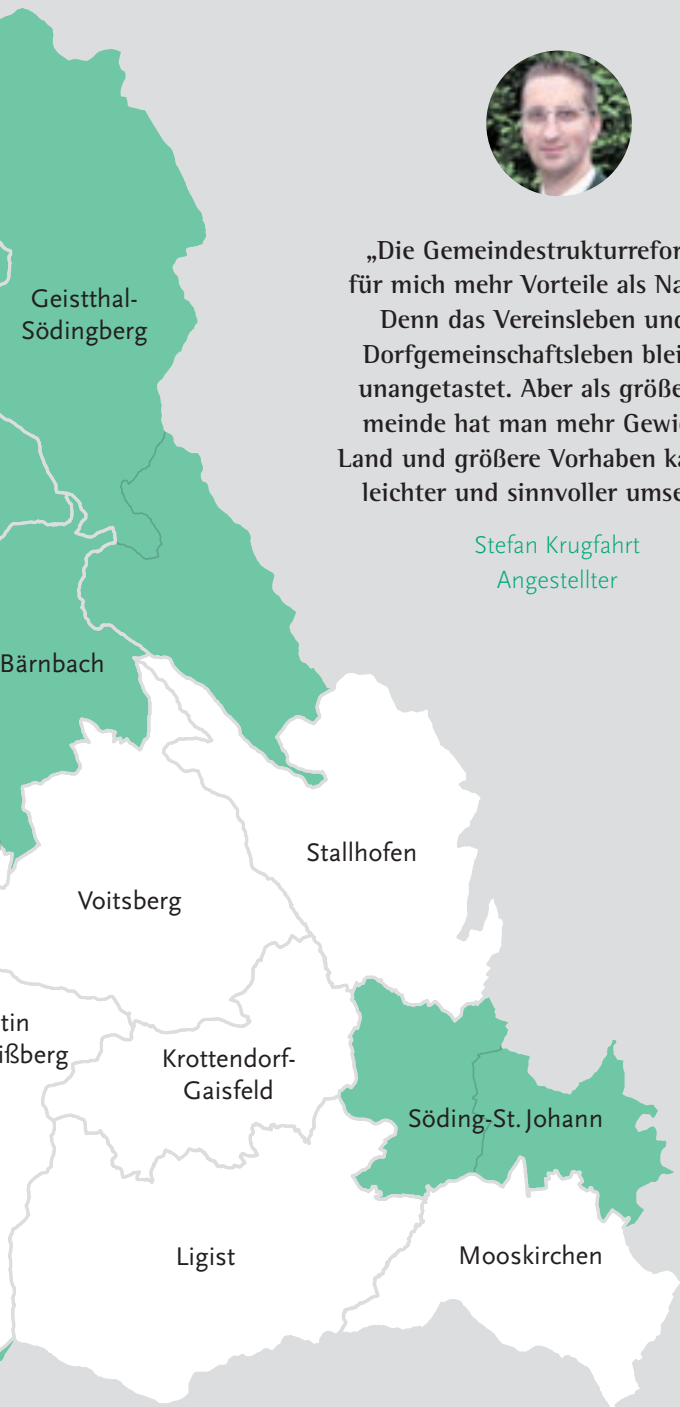 „Die Gemeindestrukturrefor
für mich mehr Vorteile als Na
Denn das Vereinsleben und
Dorfgemeinschaftsleben blei
unangetastet. Aber als größe
meinde hat man mehr Gewi
Land und größere Vorhaben ka
leichter und sinnvoller umse
Stefan Krugfahrt
Angestellter
Geistthal-
Södingberg
Bärnbach
Stallhofen
Voitsberg
tin
ißberg
Krottendorf-
Gaisfeld
Söding-St. Johann
Ligist
Mooskirchen